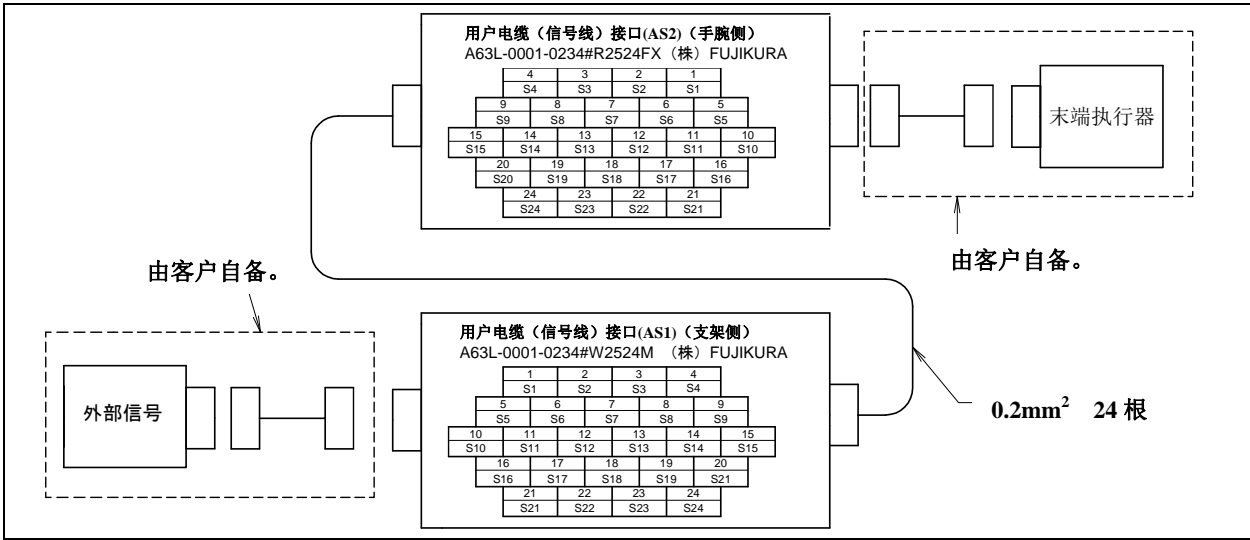 用户电缆（信号线）接口(AS2)（手腕侧）
A63L-0001-0234#R2524FX（株）FUJIKURA
4 3 2 1
S4 S3 S2 S1
9 8 7 6 5
S9 S8 S7 S6 S5
15 14 13 12 11 10
S15 S14 S13 S12 S11 S10
20 19 18 17 16
S20 S19 S18 S17 S16
24 23 22 21
S24 S23 S22 S21
末端执行器
由客户自备。
由客户自备。
用户电缆（信号线）接口(AS1)（支架侧）
A63L-0001-0234#W2524M （株）FUJIKURA
1 2 3 4
S1 S2 S3 S4
5 6 7 8 9
S5 S6 S7 S8 S9
10 11 12 13 14 15
S10 S11 S12 S13 S14 S15
16 17 18 19 20
S16 S17 S18 S19 S21
21 22 23 24
S21 S22 S23 S24
外部信号
0.2mm² 24 根